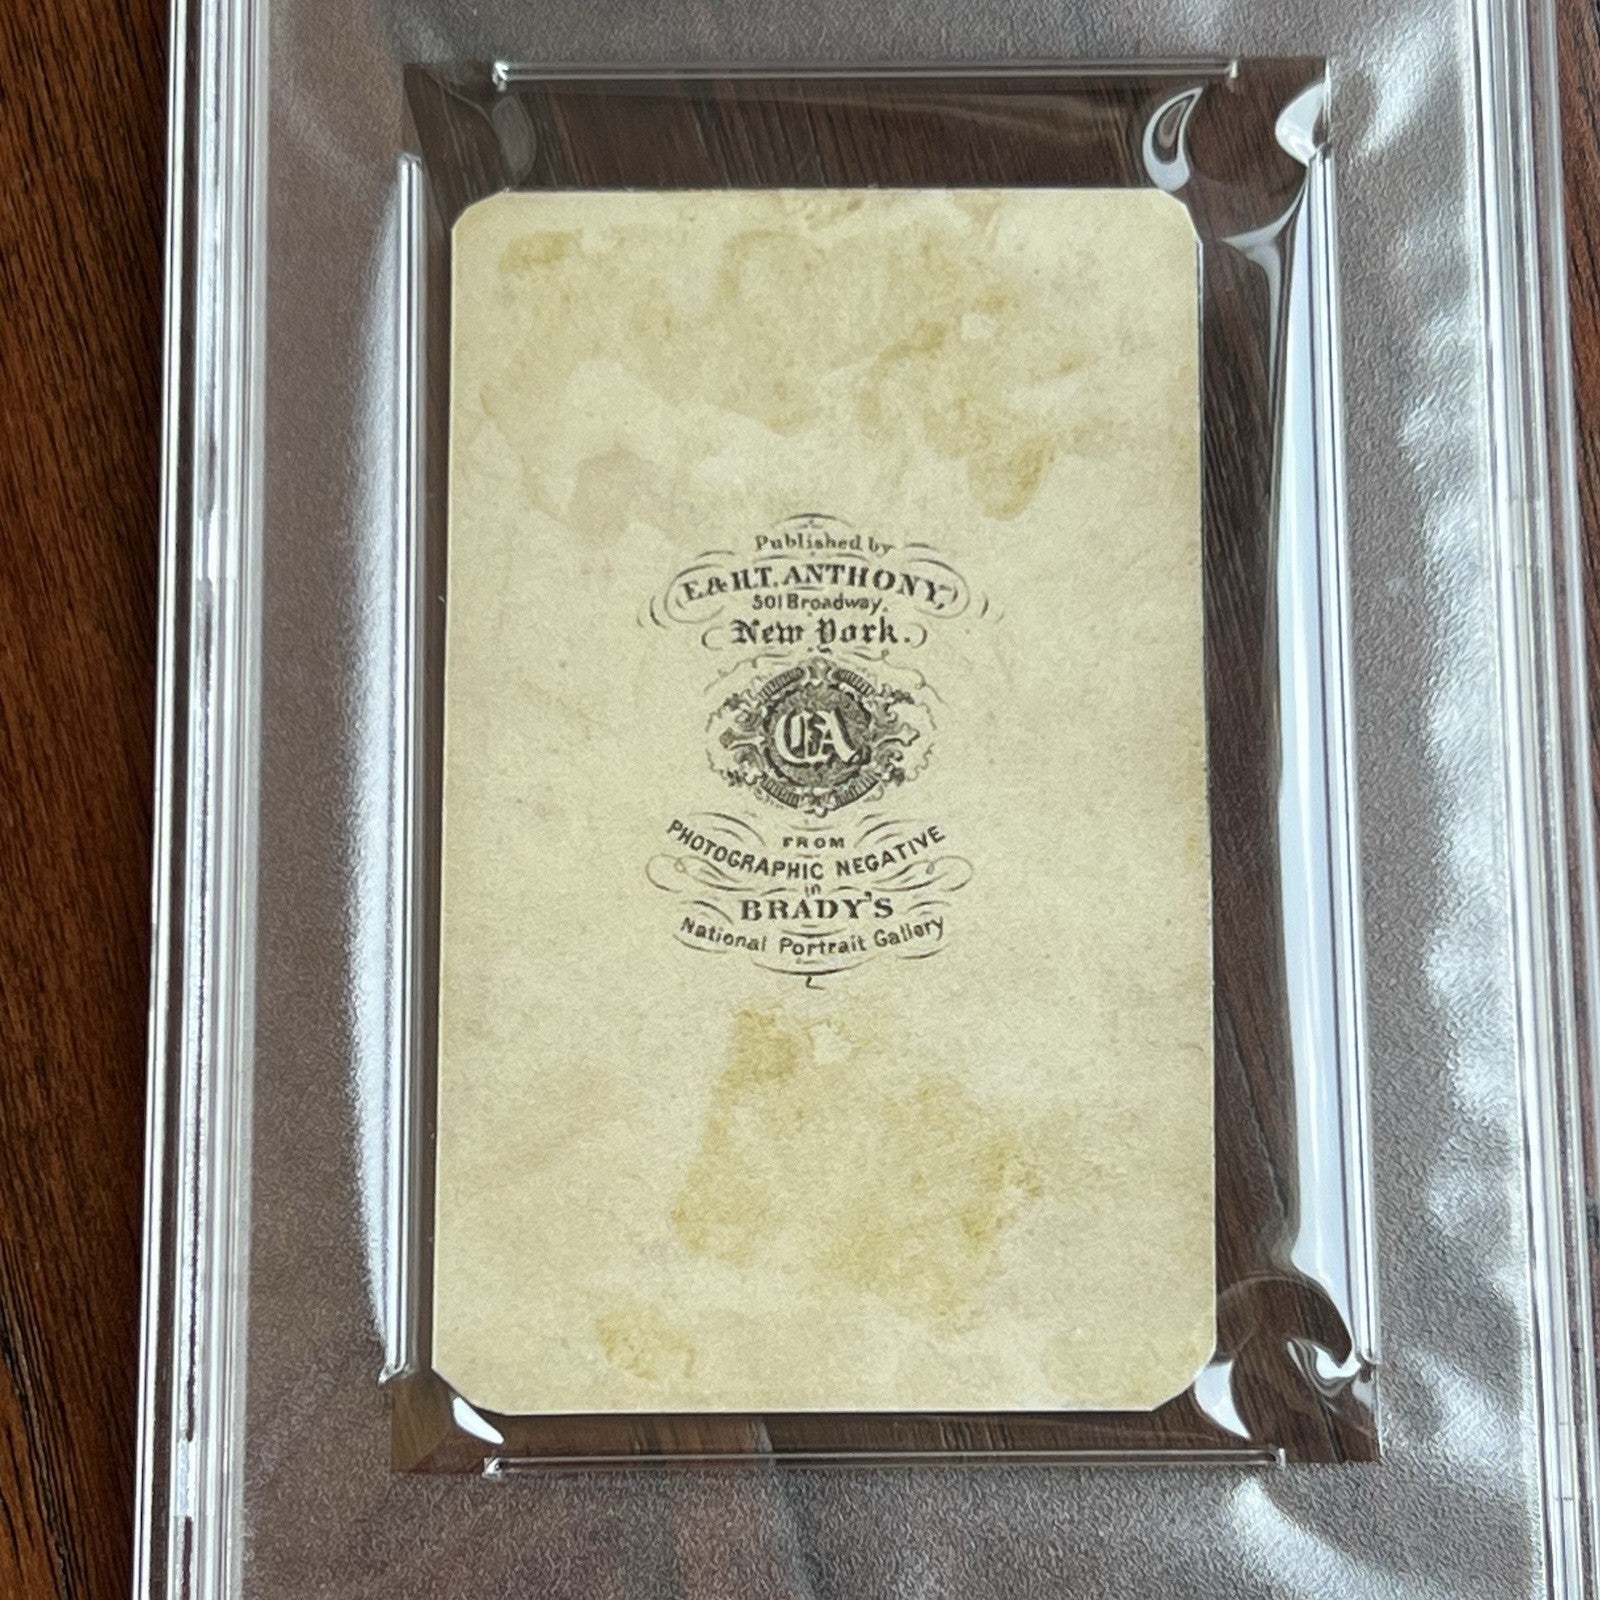 Published by
E. & H.T. ANTHONY,
501 Broadway.
New York.
EA
FROM
PHOTOGRAPHIC NEGATIVE
in
BRADY'S
National Portrait Gallery